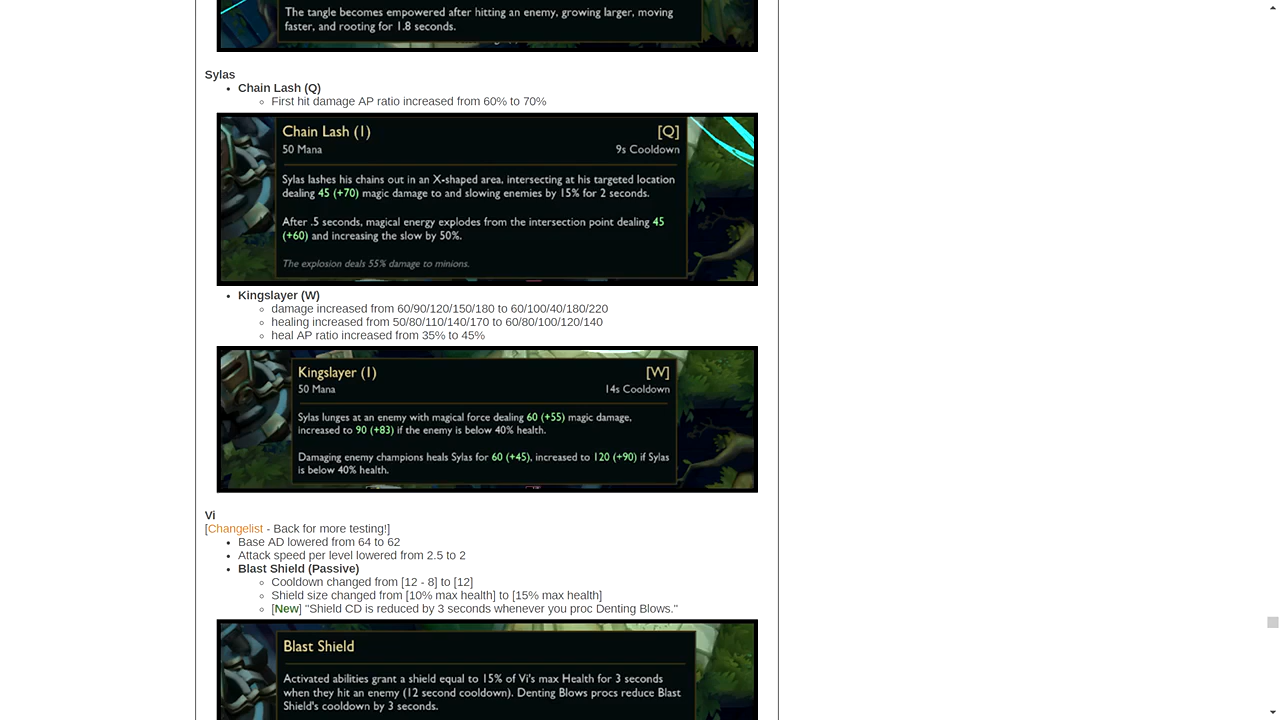 The tangle becomes empowered after hitting an enemy, growing larger, moving
faster, and rooting for 1.8 seconds.
Sylas
Chain Lash (Q)
First hit damage AP ratio increased from 60% to 70%
Chain Lash (1) [Q]
50 Mana 9s Cooldown
Sylas lashes his chains out in an X-shaped area, intersecting at his targeted location
dealing 45 (+70) magic damage to and slowing enemies by 15% for 2 seconds.
After .5 seconds, magical energy explodes from the intersection point dealing 45
(+60) and increasing the slow by 50%.
The explosion deals 55% damage to minions.
Kingslayer (W)
damage increased from 60/90/120/150/180 to 60/100/40/180/220
healing increased from 50/80/110/140/170 to 60/80/100/120/140
heal AP ratio increased from 35% to 45%
Kingslayer (1) [W]
50 Mana 14s Cooldown
Sylas lunges at an enemy with magical force dealing 60 (+55) magic damage,
increased to 90 (+83) if the enemy is below 40% health.
Damaging enemy champions heals Sylas for 60 (+45), increased to 120 (+90) if Sylas
is below 40% health.
Vi
[Changelist - Back for more testing!]
Base AD lowered from 64 to 62
Attack speed per level lowered from 2.5 to 2
Blast Shield (Passive)
Cooldown changed from [12 - 8] to [12]
Shield size changed from [10% max health] to [15% max health]
[New] "Shield CD is reduced by 3 seconds whenever you proc Denting Blows."
Blast Shield
Activated abilities grant a shield equal to 15% of Vi's max Health for 3 seconds
when they hit an enemy (12 second cooldown). Denting Blows procs reduce Blast
Shield's cooldown by 3 seconds.